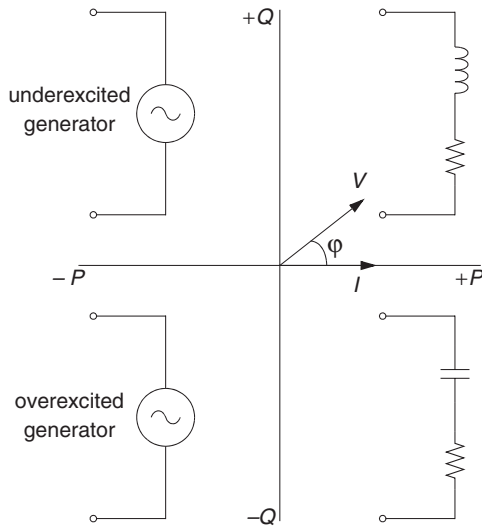 +Q
underexcited
generator
V
φ
− P
I
+P
overexcited
generator
−Q